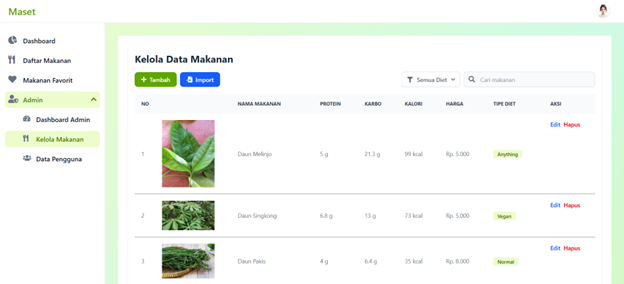 Maset
Dashboard
Daftar Makanan
Makanan Favorit
Admin
Dashboard Admin
Kelola Makanan
Data Pengguna
Kelola Data Makanan
Tambah
Import
Semua Diet
Cari makanan
NO NAMA MAKANAN PROTEIN KARBO KALORI HARGA TIPE DIET AKSI
1 Daun Melinjo 5 g 21.3 g 99 kcal Rp. 5.000 Anything Edit Hapus
2 Daun Singkong 6.8 g 13 g 73 kcal Rp. 5.000 Vegan Edit Hapus
3 Daun Pakis 4 g 6.4 g 35 kcal Rp. 8.000 Normal Edit Hapus